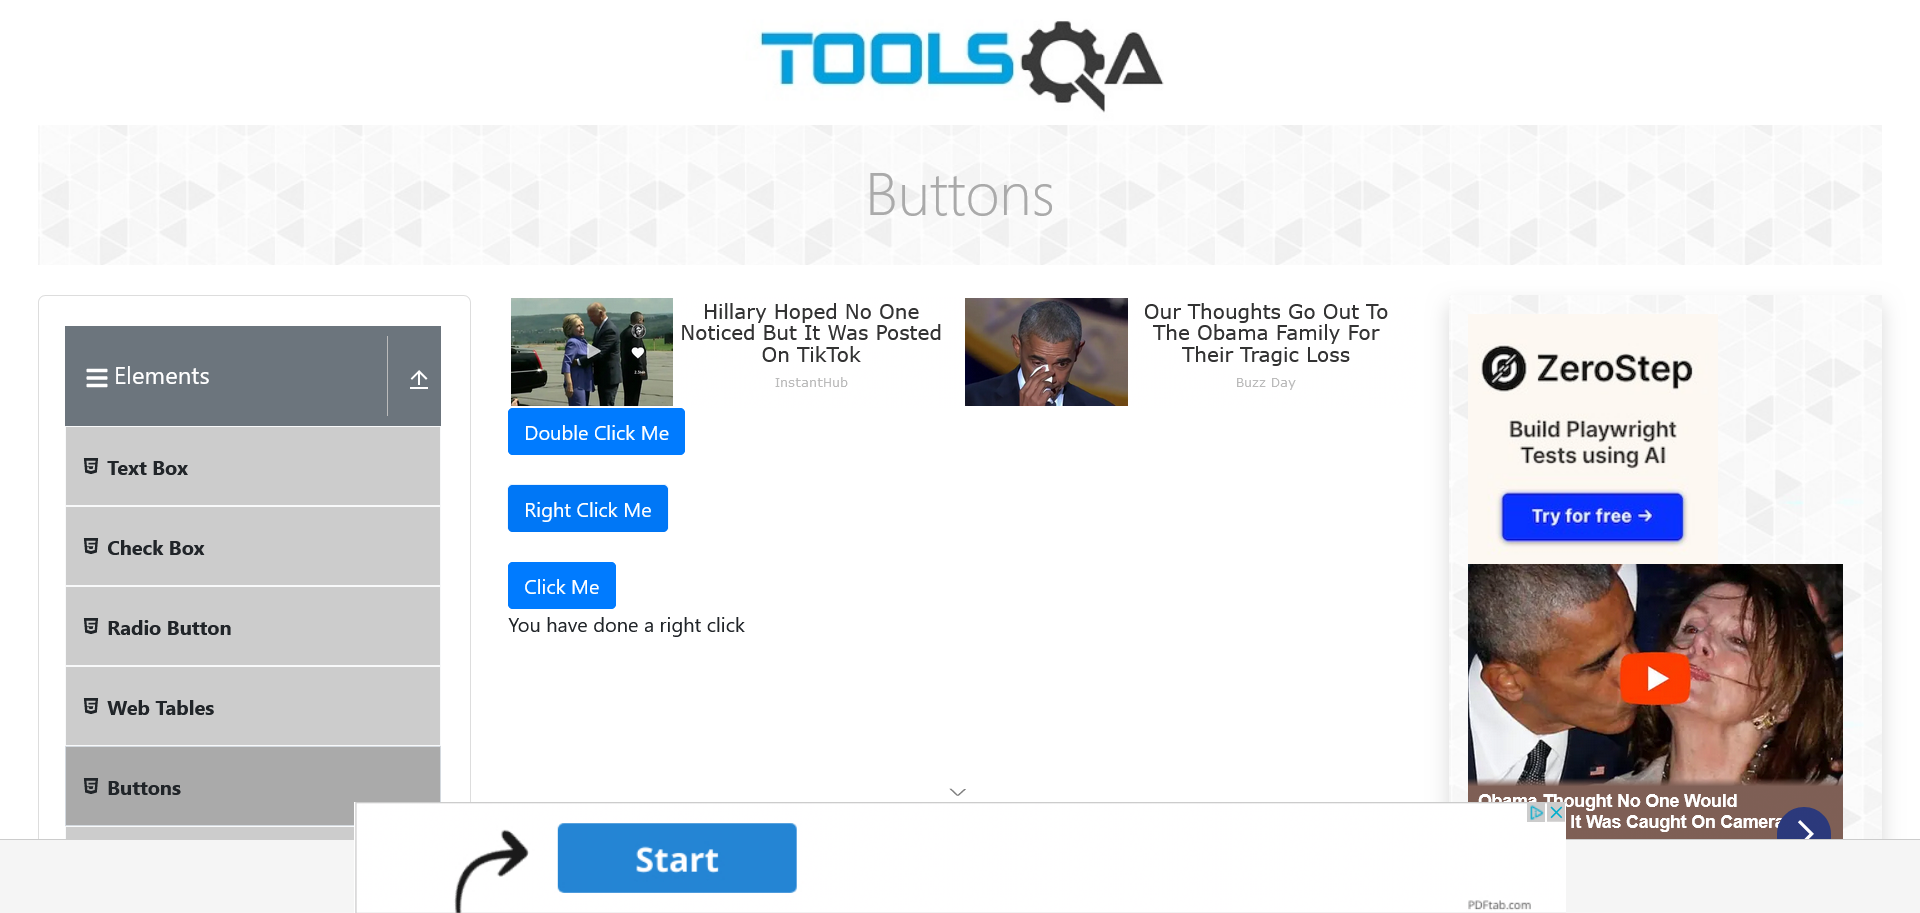 TOOLSQA
Buttons
Elements
Text Box
Check Box
Radio Button
Web Tables
Buttons
Hillary Hoped No One
Noticed But It Was Posted
On TikTok
InstantHub
Our Thoughts Go Out To
The Obama Family For
Their Tragic Loss
Buzz Day
Double Click Me
Right Click Me
Click Me
You have done a right click
ZeroStep
Build Playwright
Tests using AI
Try for free →
Obama Thought No One Would
It Was Caught On Camera
Start
PDFtab.com